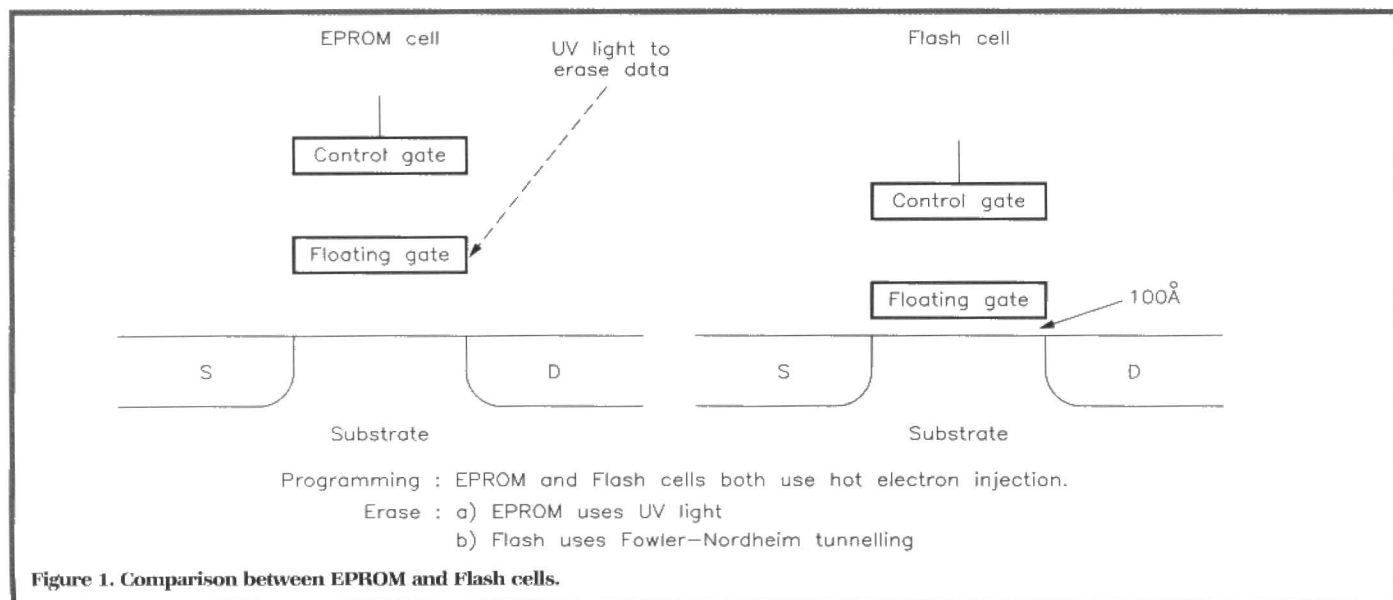 EPROM cell
UV light to
erase data
Control gate
Floating gate
S
D
Substrate
Flash cell
Control gate
Floating gate
100Å
S
D
Substrate
Programming : EPROM and Flash cells both use hot electron injection.
Erase : a) EPROM uses UV light
b) Flash uses Fowler-Nordheim tunnelling
Figure 1. Comparison between EPROM and Flash cells.